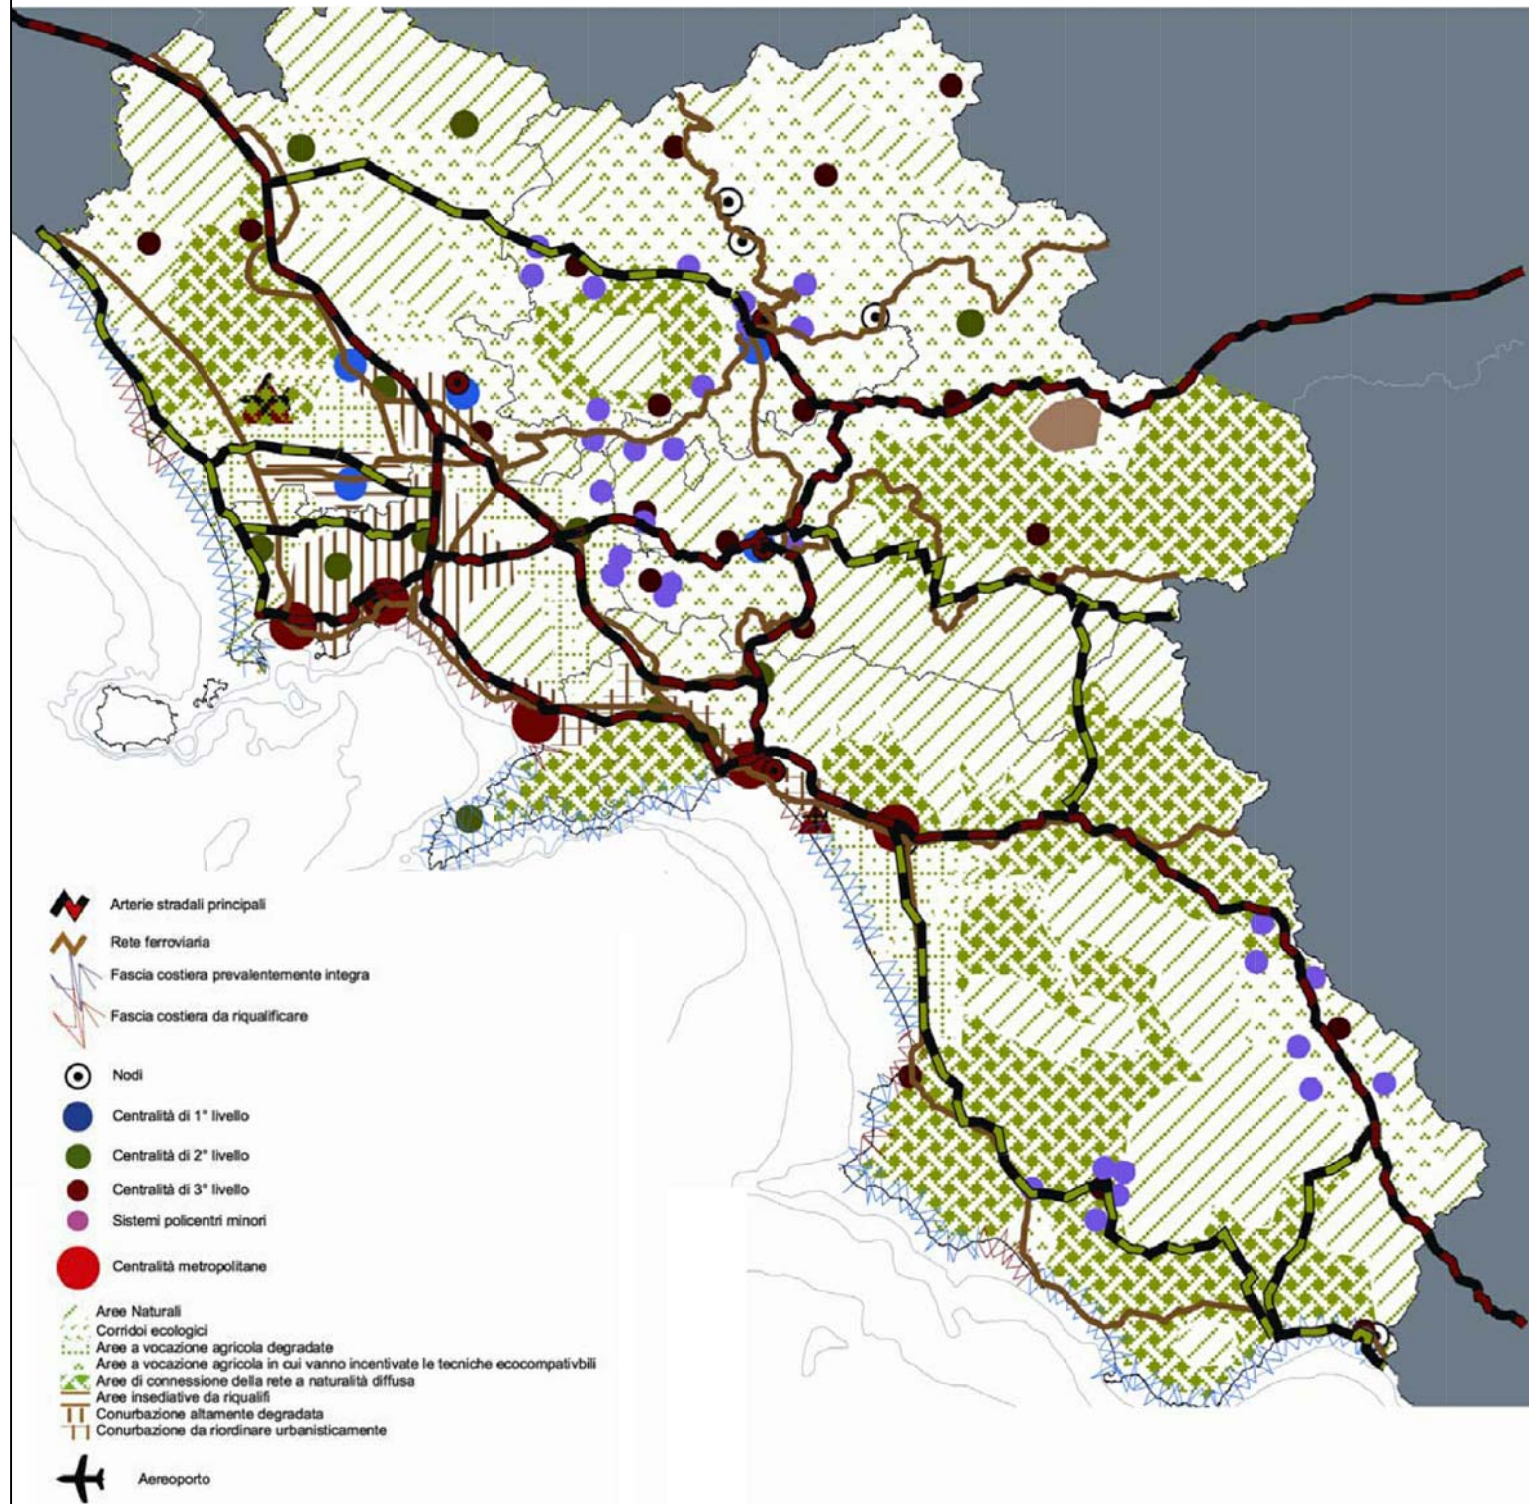 Arterie stradali principali
Rete ferroviaria
Fascia costiera prevalentemente integra
Fascia costiera da riqualificare
Nodi
Centralità di 1° livello
Centralità di 2° livello
Centralità di 3° livello
Sistemi policentri minori
Centralità metropolitane
Aree Naturali
Corridoi ecologici
Aree a vocazione agricola degradate
Aree a vocazione agricola in cui vanno incentivate le tecniche ecocompativbili
Aree di connessione della rete a naturalità diffusa
Aree insediative da riqualifi
Conurbazione altamente degradata
Conurbazione da riordinare urbanisticamente
Aereoporto